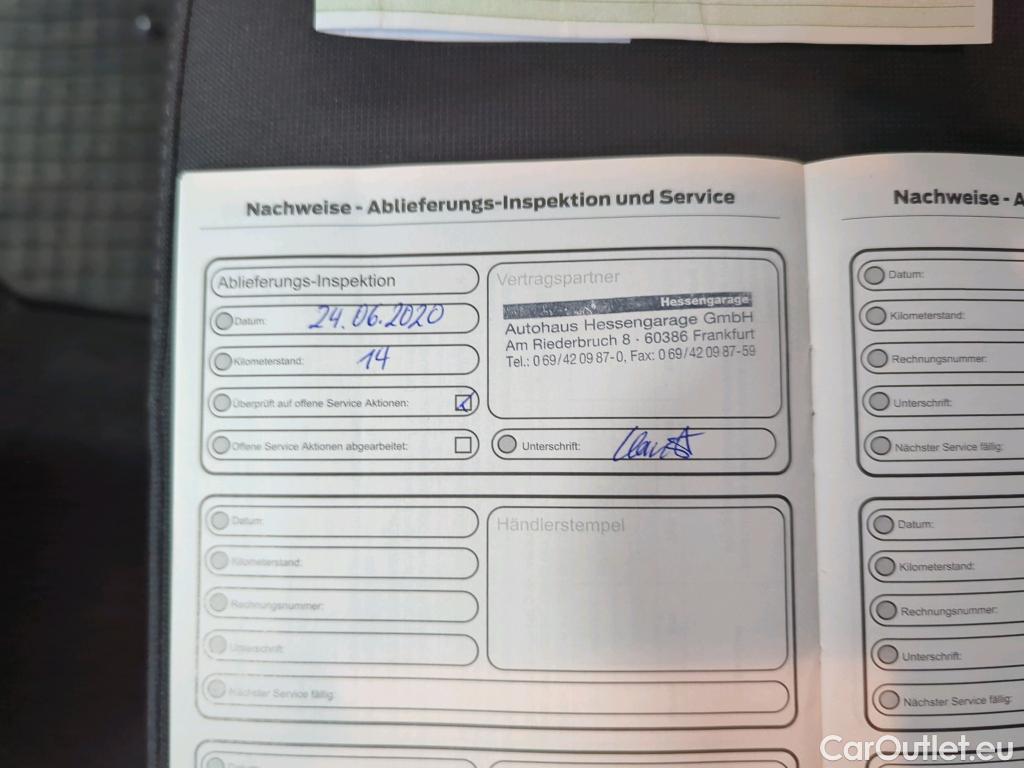 Nachweise - Ablieferungs-Inspektion und Service
Ablieferungs-Inspektion
Datum: 24.06.2020
Kilometerstand: 14
Überprüft auf offene Service Aktionen:
Offene Service Aktionen abgearbeitet:
Vertragspartner
Hessengarage
Autohaus Hessengarage GmbH
Am Riederbruch 8 · 60386 Frankfurt
Tel.: 0 69/42 09 87-0, Fax: 0 69/42 09 87-59
Unterschrift:
Datum:
Kilometerstand:
Rechnungsnummer:
Unterschrift:
Nächster Service fällig:
Händlerstempel
Datum:
Nachweise - A
Datum:
Kilometerstand:
Rechnungsnummer:
Unterschrift:
Nächster Service fällig:
Datum:
Kilometerstand:
Rechnungsnummer:
Unterschrift:
Nächster Service fällig:
CarOutlet.eu